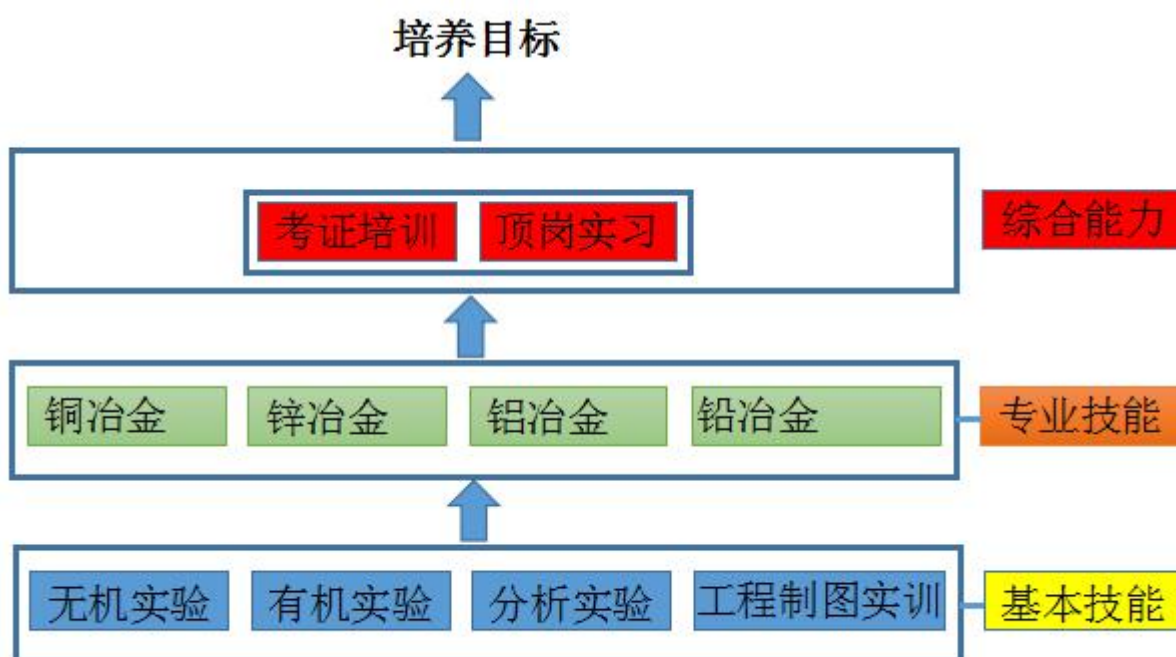 培养目标
考证培训 顶岗实习 综合能力
铜冶金 锌冶金 铝冶金 铅冶金 专业技能
无机实验 有机实验 分析实验 工程制图实训 基本技能